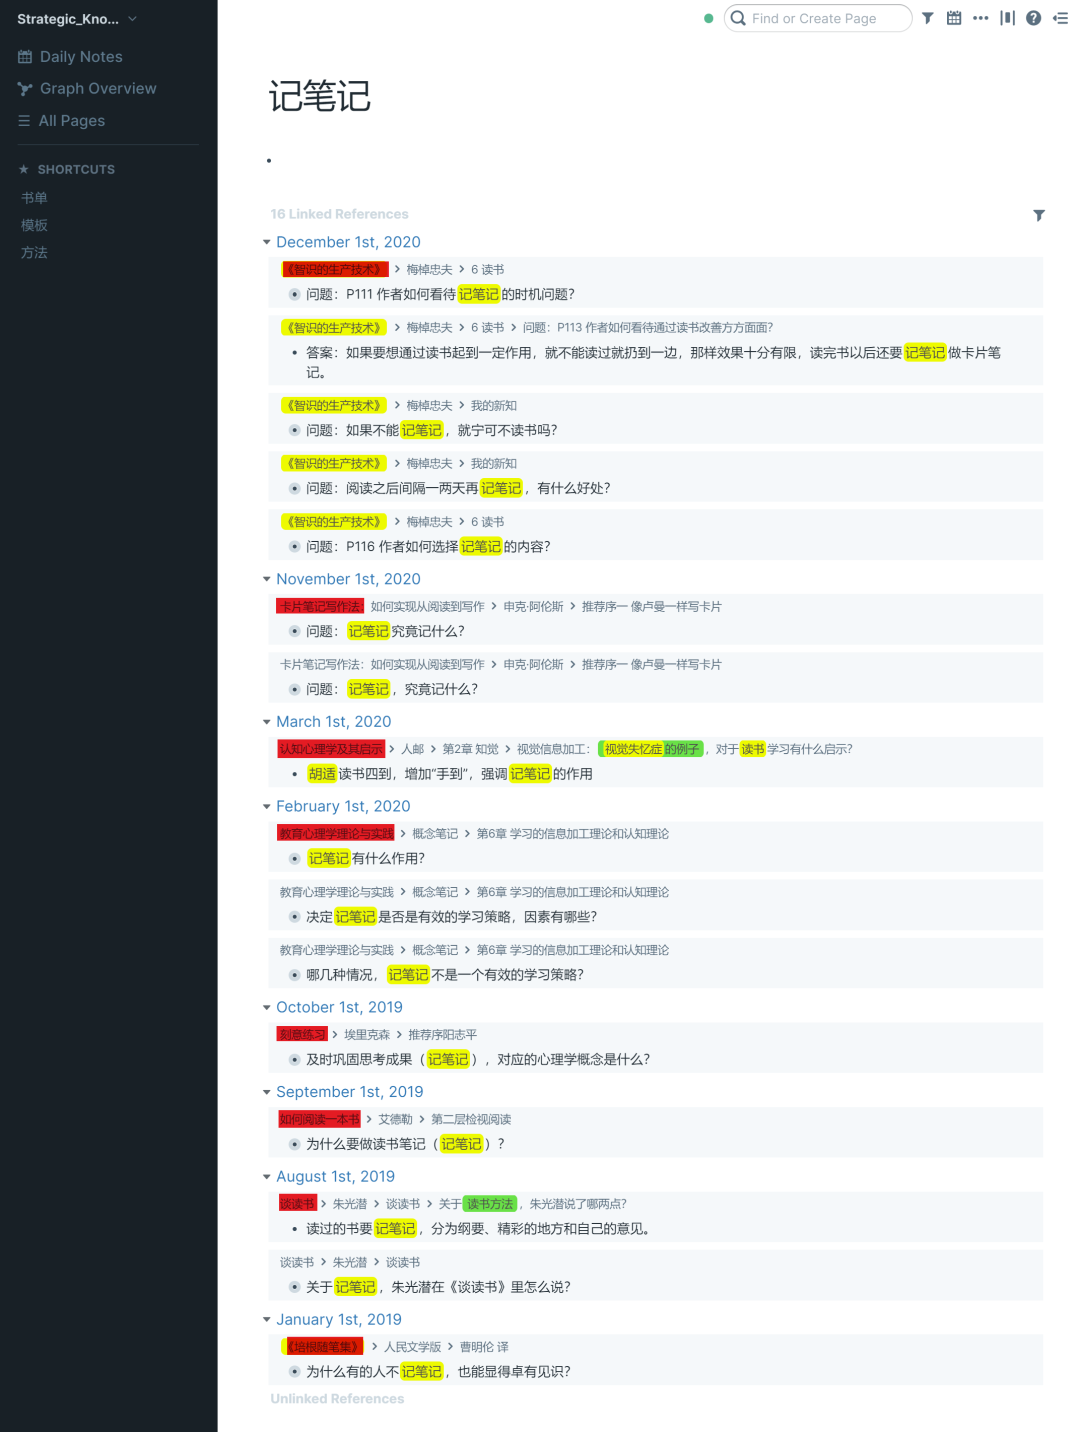 Strategic_Kno...
Find or Create Page
Daily Notes
Graph Overview
All Pages
SHORTCUTS
书单
模板
方法
记笔记
16 Linked References
December 1st, 2020
《智识的生产技术》 > 梅棹忠夫 > 6 读书
问题：P111 作者如何看待记笔记的时机问题？
《智识的生产技术》 > 梅棹忠夫 > 6 读书 > 问题：P113 作者如何看待通过读书改善方方面面？
答案：如果要想通过读书起到一定作用，就不能读过就扔到一边，那样效果十分有限，读完书以后还要记笔记做卡片笔
记。
《智识的生产技术》 > 梅棹忠夫 > 我的新知
问题：如果不能记笔记，就宁可不读书吗？
《智识的生产技术》 > 梅棹忠夫 > 我的新知
问题：阅读之后间隔一两天再记笔记，有什么好处？
《智识的生产技术》 > 梅棹忠夫 > 6 读书
问题：P116 作者如何选择记笔记的内容？
November 1st, 2020
卡片笔记写作法：如何实现从阅读到写作 > 申克·阿伦斯 > 推荐序一 像卢曼一样写卡片
问题：记笔记究竟记什么？
卡片笔记写作法：如何实现从阅读到写作 > 申克·阿伦斯 > 推荐序一 像卢曼一样写卡片
问题：记笔记，究竟记什么？
March 1st, 2020
认知心理学及其启示 > 人邮 > 第2章 知觉 > 视觉信息加工：视觉失忆症的例子，对于读书学习有什么启示？
胡适读书四到，增加“手到”，强调记笔记的作用
February 1st, 2020
教育心理学理论与实践 > 概念笔记 > 第6章 学习的信息加工理论和认知理论
记笔记有什么作用？
教育心理学理论与实践 > 概念笔记 > 第6章 学习的信息加工理论和认知理论
决定记笔记是否是有效的学习策略，因素有哪些？
教育心理学理论与实践 > 概念笔记 > 第6章 学习的信息加工理论和认知理论
哪几种情况，记笔记不是一个有效的学习策略？
October 1st, 2019
刻意练习 > 埃里克森 > 推荐序阳志平
及时巩固思考成果（记笔记），对应的心理学概念是什么？
September 1st, 2019
如何阅读一本书 > 艾德勒 > 第二层检视阅读
为什么要做读书笔记（记笔记）？
August 1st, 2019
谈读书 > 朱光潜 > 谈读书 > 关于读书方法，朱光潜说了哪两点？
读过的书要记笔记，分为纲要、精彩的地方和自己的意见。
谈读书 > 朱光潜 > 谈读书
关于记笔记，朱光潜在《谈读书》里怎么说？
January 1st, 2019
《培根随笔集》 > 人民文学版 > 曹明伦 译
为什么有的人不记笔记，也能显得卓有见识？
Unlinked References